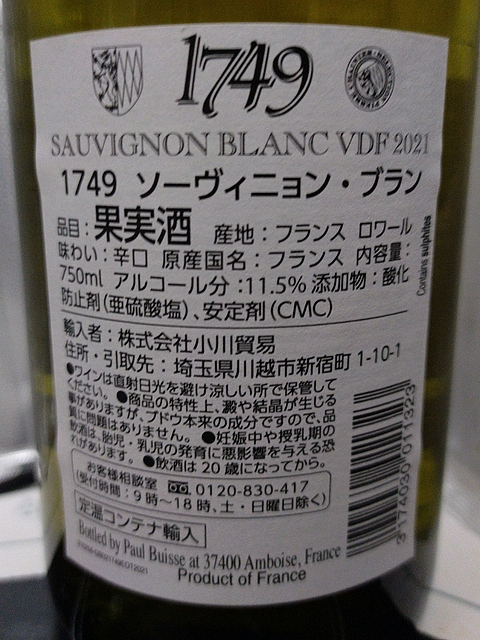 1749
SAUVIGNON BLANC VDF 2021
1749 ソーヴィニョン・ブラン
品目：果実酒 産地：フランス ロワール
味わい：辛口 原産国名：フランス 内容量：
750ml アルコール分：11.5% 添加物：酸化
防止剤(亜硫酸塩)、安定剤(CMC)
Contains sulphites
輸入者：株式会社小川貿易
住所・引取先：埼玉県川越市新宿町 1-10-1
●ワインは直射日光を避け涼しい所で保管して
ください。●商品の特性上、澱や結晶が生じる
事がありますが、ブドウ本来の成分ですので、品
質に問題はありません。●妊娠中や授乳期の
飲酒は、胎児・乳児の発育に悪影響を与える恐
れがあります。●飲酒は20歳になってから。
お客様相談室 0120-830-417
(受付時間：9時～18時、土・日曜日除く)
定温コンテナ輸入
3 174030 011323
Bottled by Paul Buisse at 37400 Amboise, France
Product of France